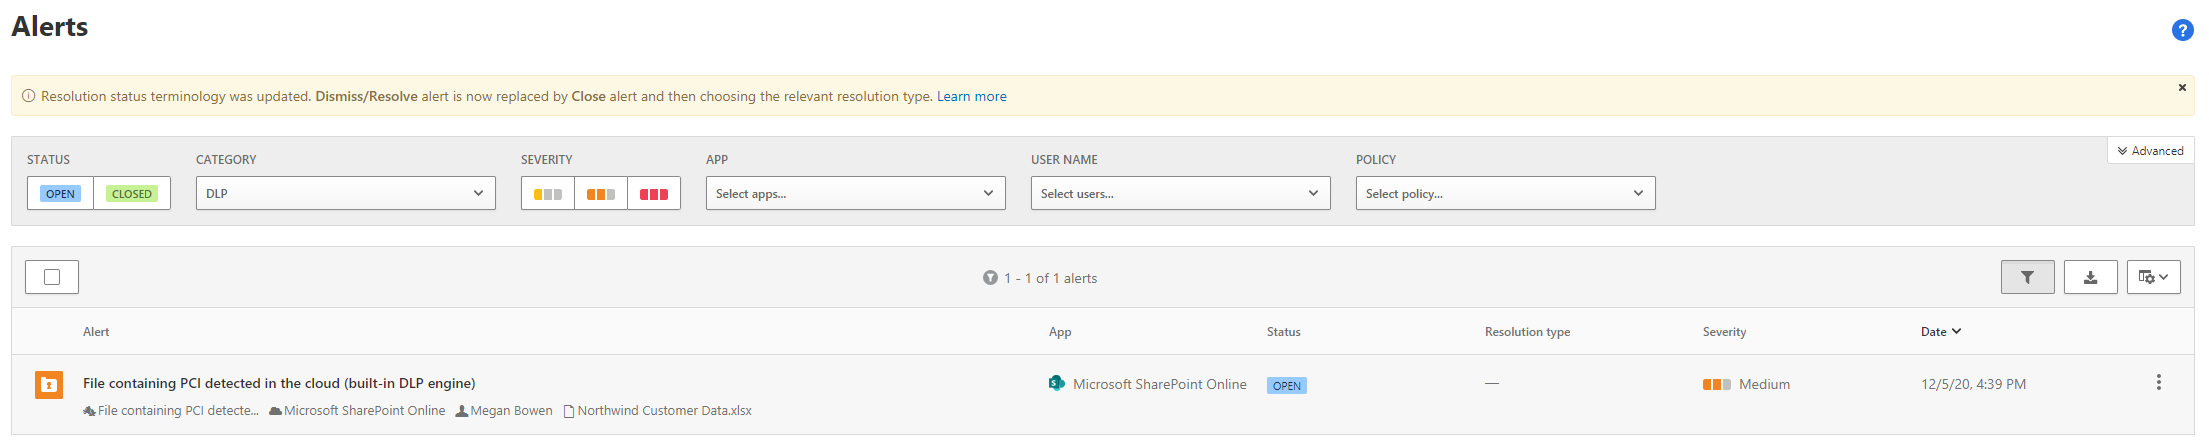 Alerts
?
Resolution status terminology was updated. Dismiss/Resolve alert is now replaced by Close alert and then choosing the relevant resolution type. Learn more
Advanced
STATUS CATEGORY SEVERITY APP USER NAME POLICY
OPEN CLOSED DLP Select apps... Select users... Select policy...
1 - 1 of 1 alerts
Alert App Status Resolution type Severity Date
File containing PCI detected in the cloud (built-in DLP engine) Microsoft SharePoint Online OPEN — Medium 12/5/20, 4:39 PM
File containing PCI detecte... Microsoft SharePoint Online Megan Bowen Northwind Customer Data.xlsx